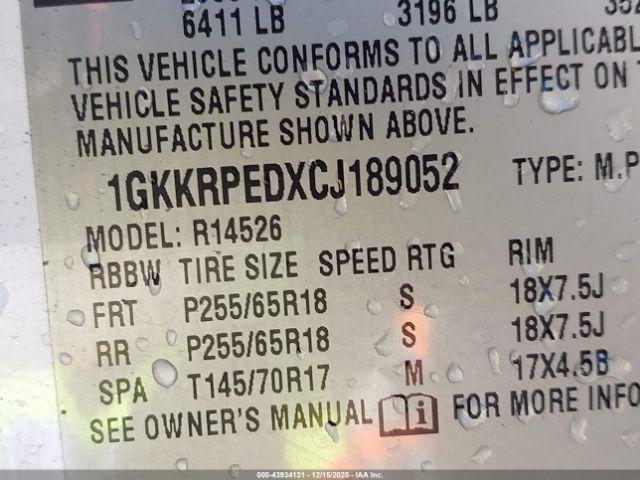 6411 LB 3196 LB
THIS VEHICLE CONFORMS TO ALL APPLICABL
VEHICLE SAFETY STANDARDS IN EFFECT ON
MANUFACTURE SHOWN ABOVE.
1GKKRPEDXCJ189052 TYPE: M.P
MODEL: R14526
RBBW TIRE SIZE SPEED RTG RIM
FRT P255/65R18 S 18X7.5J
RR P255/65R18 S 18X7.5J
SPA T145/70R17 M 17X4.5B
SEE OWNER'S MANUAL i FOR MORE INFO
000-43934131 - 12/15/2025 - IAA Inc.